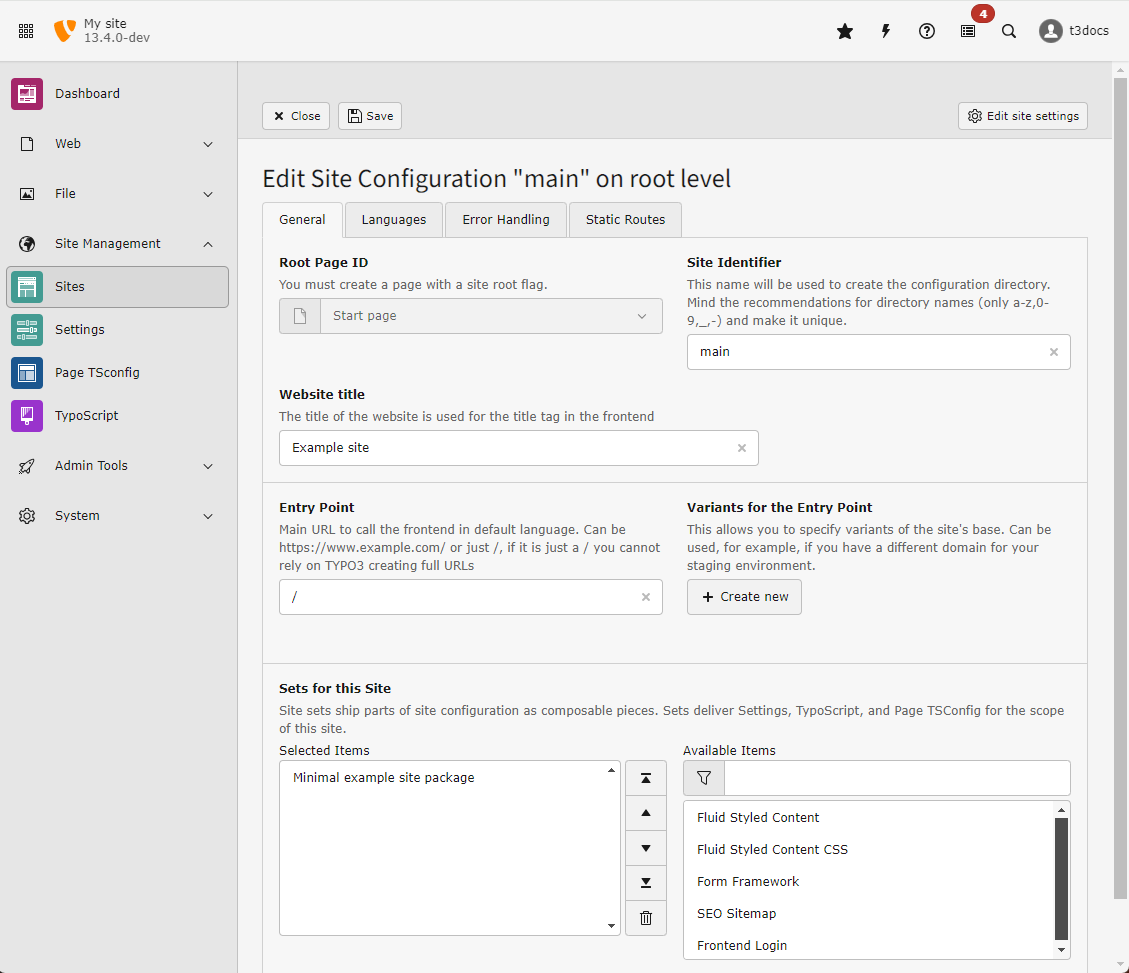 My site
13.4.0-dev
4
t3docs
Dashboard
Web
File
Site Management
Sites
Settings
Page TSconfig
TypoScript
Admin Tools
System
Close
Save
Edit site settings
Edit Site Configuration "main" on root level
General
Languages
Error Handling
Static Routes
Root Page ID
You must create a page with a site root flag.
Start page
Site Identifier
This name will be used to create the configuration directory.
Mind the recommendations for directory names (only a-z,0-
9,_,-) and make it unique.
main
Website title
The title of the website is used for the title tag in the frontend
Example site
Entry Point
Main URL to call the frontend in default language. Can be
https://www.example.com/ or just /, if it is just a / you cannot
rely on TYPO3 creating full URLs
/
Variants for the Entry Point
This allows you to specify variants of the site's base. Can be
used, for example, if you have a different domain for your
staging environment.
Create new
Sets for this Site
Site sets ship parts of site configuration as composable pieces. Sets deliver Settings, TypoScript, and Page TSConfig for the scope
of this site.
Selected Items
Minimal example site package
Available Items
Fluid Styled Content
Fluid Styled Content CSS
Form Framework
SEO Sitemap
Frontend Login